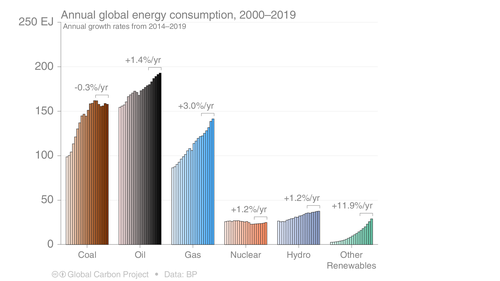 Annual global energy consumption, 2000–2019
250 EJ
Annual growth rates from 2014–2019
200
150
100
50
0
-0.3%/yr
+1.4%/yr
+3.0%/yr
+1.2%/yr
+1.2%/yr
+11.9%/yr
Coal
Oil
Gas
Nuclear
Hydro
Other
Renewables
Global Carbon Project • Data: BP